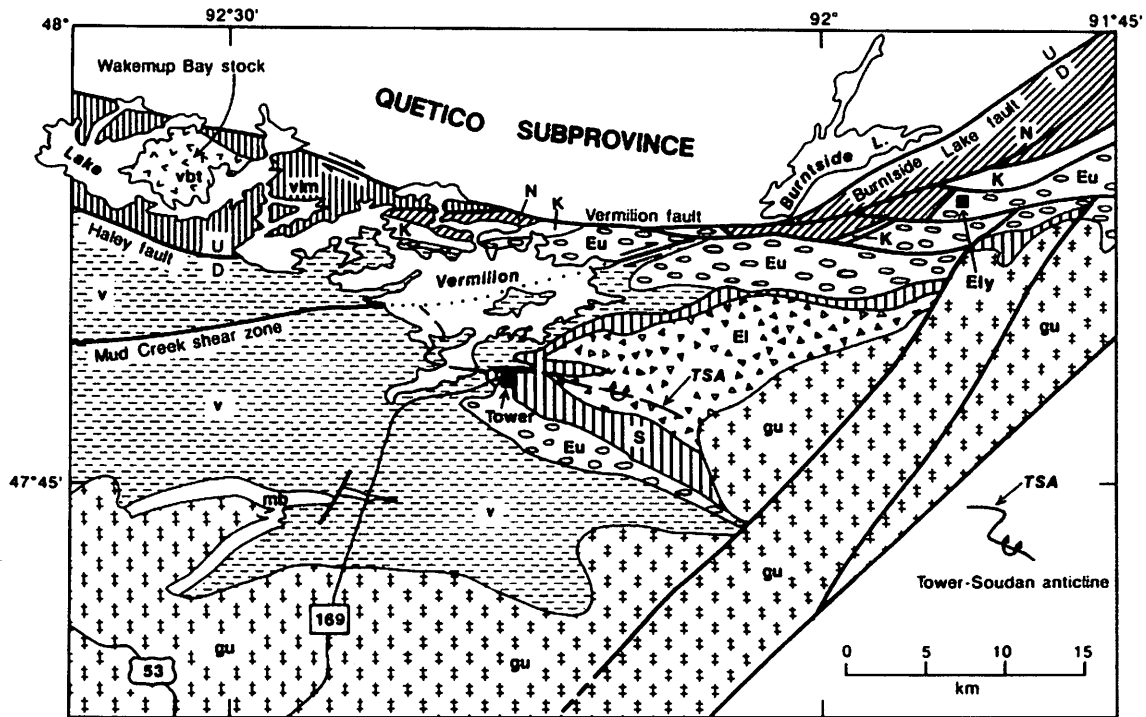 92°30'
92°
91°45'
48°
Wakemup Bay stock
QUETICO SUBPROVINCE
U
D
Burntside L.
Burntside Lake fault
N
K
Eu
Lake
vbt
vkm
N
K
Vermilion fault
K
Eu
K
Ely
Haley fault
U
D
Eu
Vermilion
v
Mud Creek shear zone
El
gu
TSA
v
Tower
S
Eu
gu
47°45'
mb
v
TSA
gu
Tower-Soudan anticline
169
gu
gu
53
0 5 10 15
km